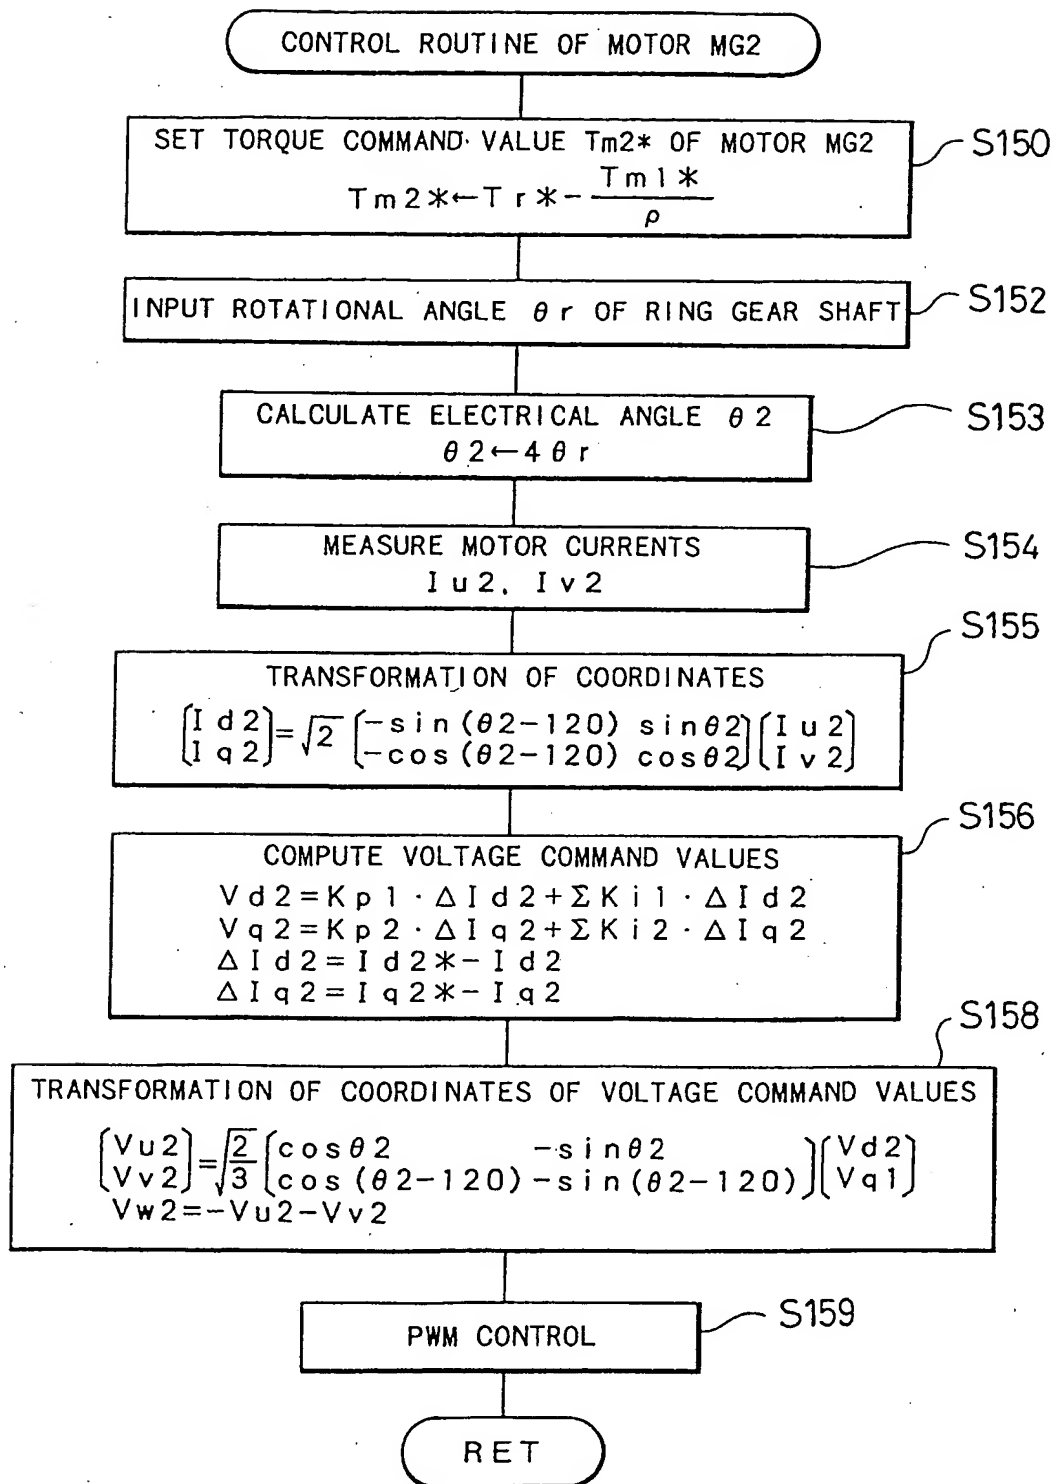 CONTROL ROUTINE OF MOTOR MG2
SET TORQUE COMMAND VALUE Tm2* OF MOTOR MG2
Tm2*←Tr*-Tm1*/ρ
S150
INPUT ROTATIONAL ANGLE θr OF RING GEAR SHAFT
S152
CALCULATE ELECTRICAL ANGLE θ2
θ2←4θr
S153
MEASURE MOTOR CURRENTS
Iu2, Iv2
S154
TRANSFORMATION OF COORDINATES
[Id2]=√2 [-sin(θ2-120) sinθ2][Iu2]
[Iq2] [-cos(θ2-120) cosθ2][Iv2]
S155
COMPUTE VOLTAGE COMMAND VALUES
Vd2=Kp1·ΔId2+ΣKi1·ΔId2
Vq2=Kp2·ΔIq2+ΣKi2·ΔIq2
ΔId2=Id2*-Id2
ΔIq2=Iq2*-Iq2
S156
TRANSFORMATION OF COORDINATES OF VOLTAGE COMMAND VALUES
[Vu2]=√2/3 [cosθ2 -sinθ2][Vd2]
[Vv2] [cos(θ2-120) -sin(θ2-120)][Vq1]
Vw2=-Vu2-Vv2
S158
PWM CONTROL
S159
RET